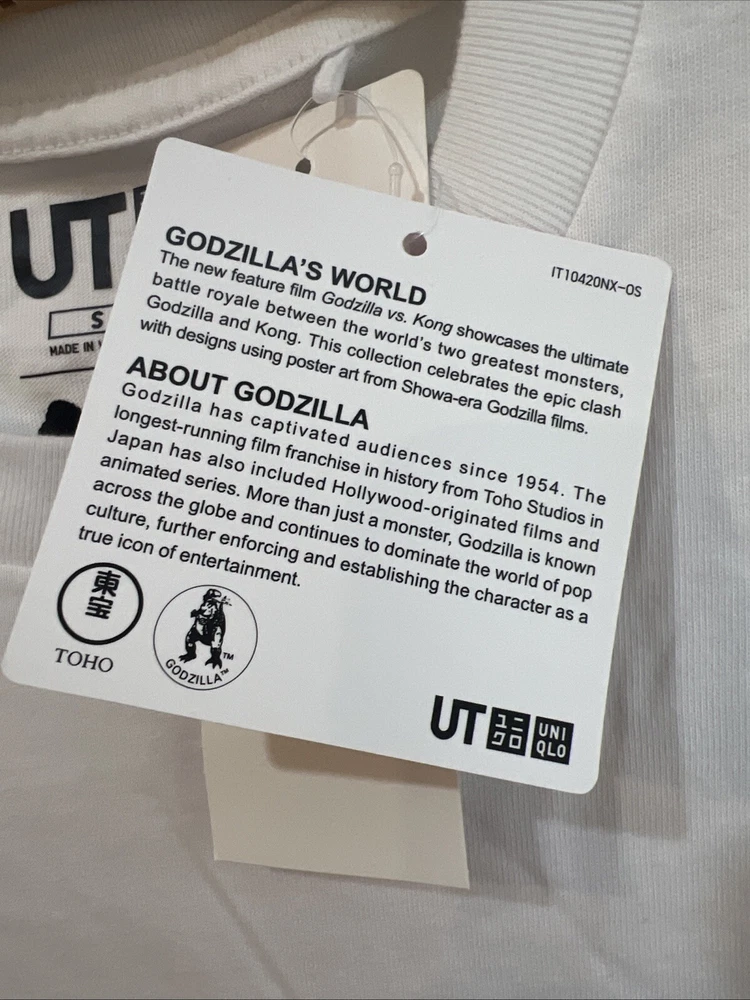 UT
S
MADE IN
GODZILLA'S WORLD
IT10420NX-OS
The new feature film Godzilla vs. Kong showcases the ultimate
battle royale between the world's two greatest monsters,
Godzilla and Kong. This collection celebrates the epic clash
with designs using poster art from Showa-era Godzilla films.
ABOUT GODZILLA
Godzilla has captivated audiences since 1954. The
longest-running film franchise in history from Toho Studios in
Japan has also included Hollywood-originated films and
animated series. More than just a monster, Godzilla is known
across the globe and continues to dominate the world of pop
culture, further enforcing and establishing the character as a
true icon of entertainment.
東宝
TOHO
TM
GODZILLA™
UT
ユニ
クロ
UNI
QLO